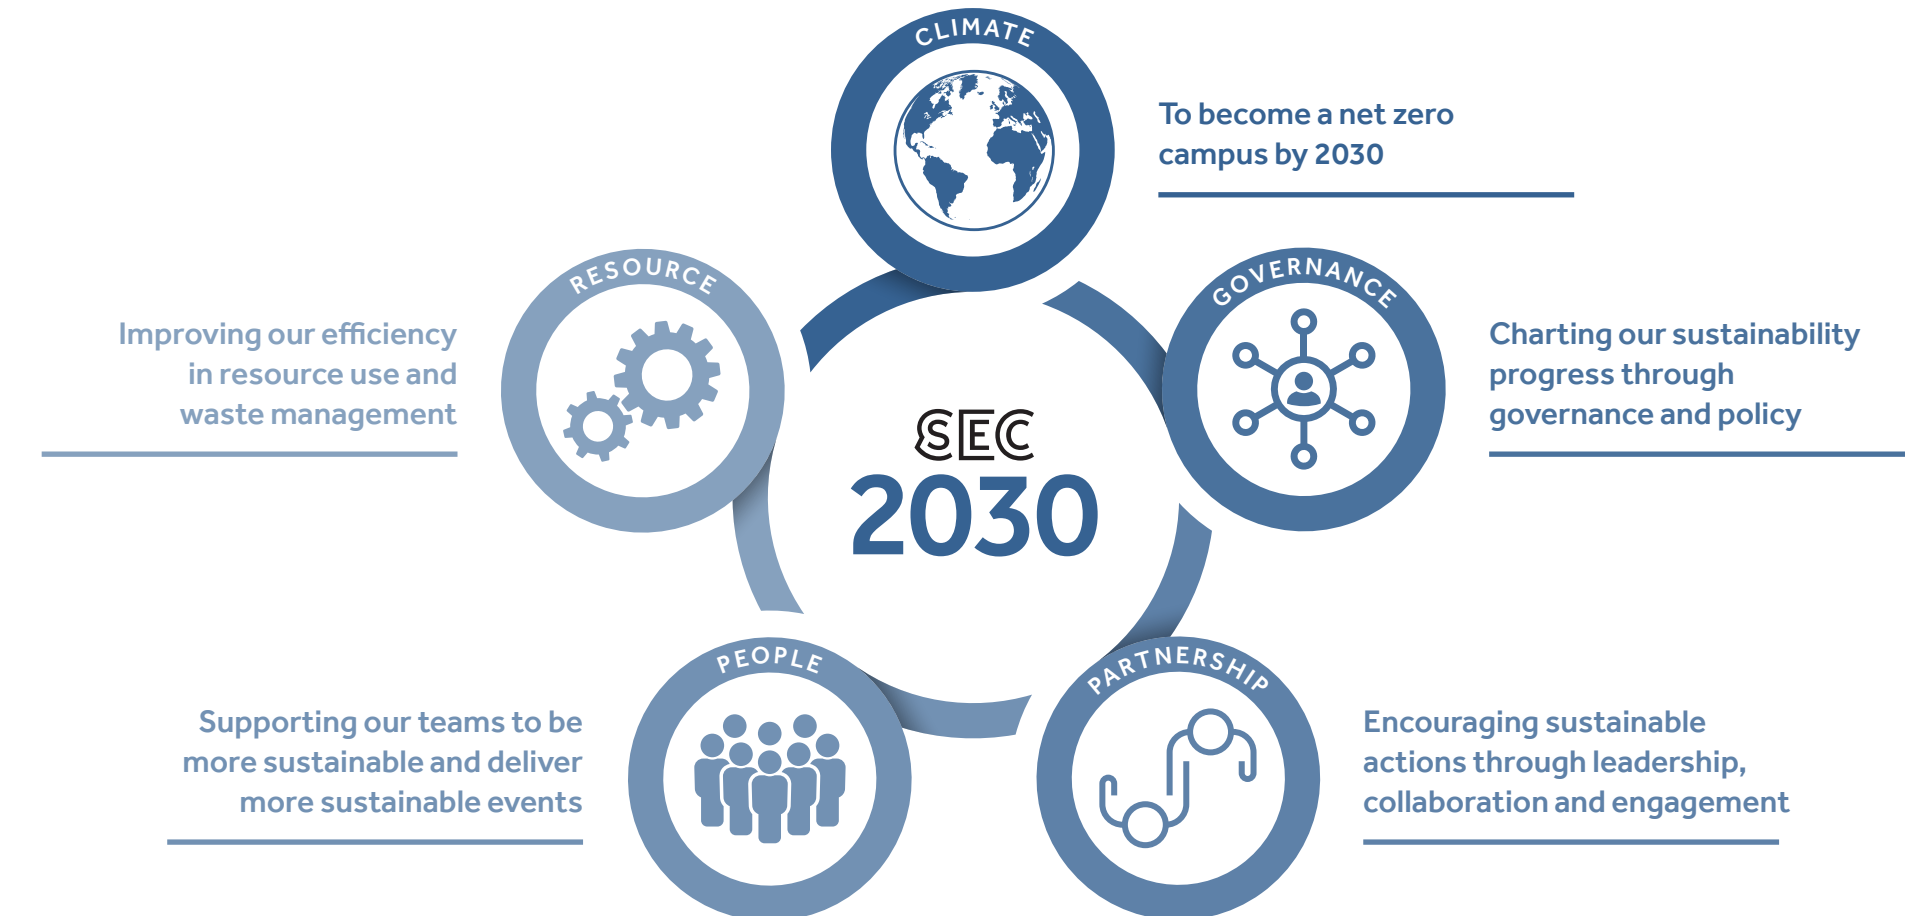 CLIMATE
To become a net zero
campus by 2030
GOVERNANCE
Charting our sustainability
progress through
governance and policy
PARTNERSHIP
Encouraging sustainable
actions through leadership,
collaboration and engagement
PEOPLE
Supporting our teams to be
more sustainable and deliver
more sustainable events
RESOURCE
Improving our efficiency
in resource use and
waste management
SEC
2030